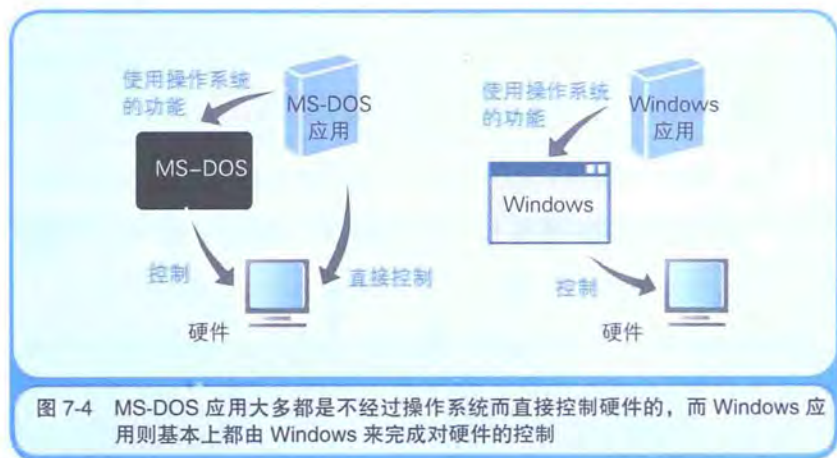 使用操作系统
的功能
MS-DOS
应用
MS-DOS
控制
直接控制
硬件
使用操作系统
的功能
Windows
应用
Windows
控制
硬件
图 7-4 MS-DOS 应用大多都是不经过操作系统而直接控制硬件的，而 Windows 应
用则基本上都由 Windows 来完成对硬件的控制